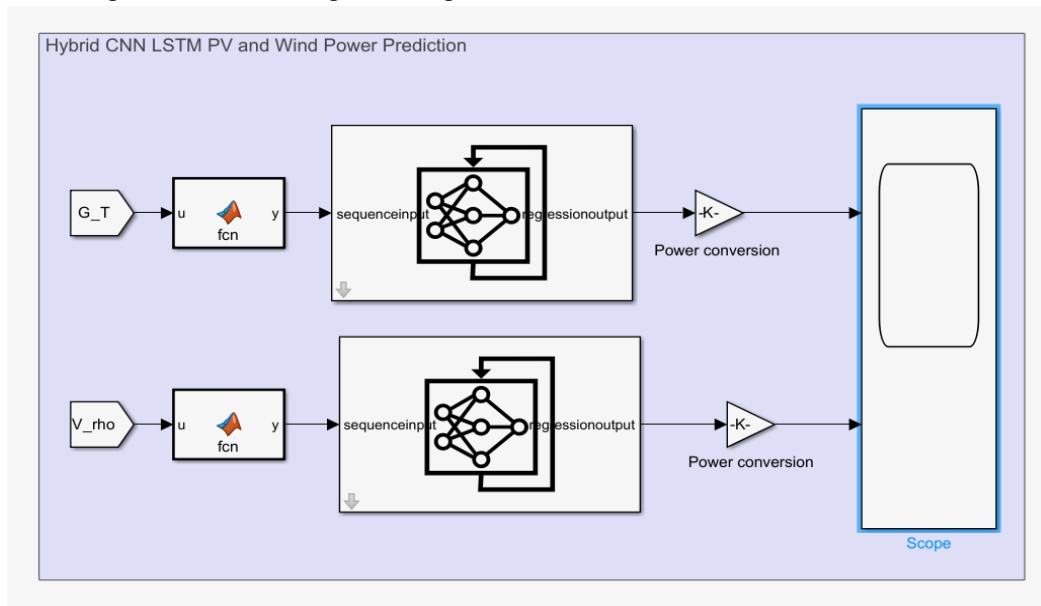 Hybrid CNN LSTM PV and Wind Power Prediction
G_T
u
y
fcn
sequenceinput
regressionoutput
-K-
Power conversion
V_rho
u
y
fcn
sequenceinput
regressionoutput
-K-
Power conversion
Scope